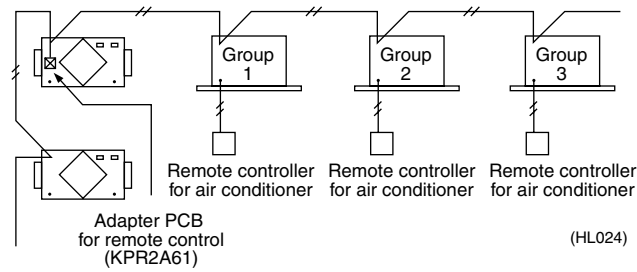 Group
1
Group
2
Group
3
Remote controller
for air conditioner
Remote controller
for air conditioner
Remote controller
for air conditioner
Adapter PCB
for remote control
(KPR2A61)
(HL024)